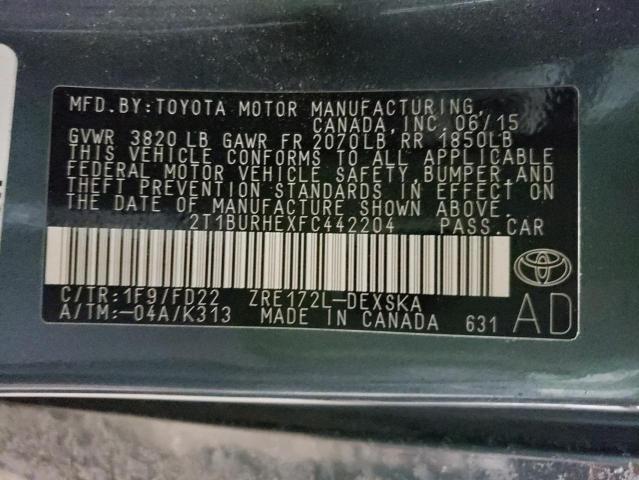 MFD.BY:TOYOTA MOTOR MANUFACTURING,
CANADA,INC. 06/15
GVWR 3820 LB GAWR FR 2070LB RR 1850LB
THIS VEHICLE CONFORMS TO ALL APPLICABLE
FEDERAL MOTOR VEHICLE SAFETY,BUMPER,AND
THEFT PREVENTION STANDARDS IN EFFECT ON
THE DATE OF MANUFACTURE SHOWN ABOVE.
2T1BURHEXFC442204 PASS.CAR
C/TR:1F9/FD22 ZRE172L-DEXSKA
A/TM:-04A/K313 MADE IN CANADA 631
AD